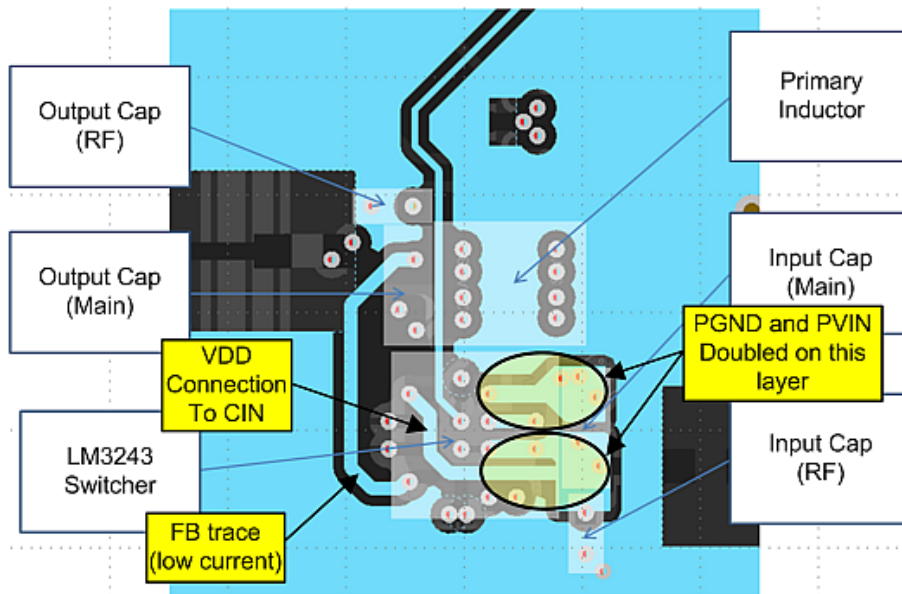 Output Cap
(RF)
Output Cap
(Main)
VDD
Connection
To CIN
LM3243
Switcher
FB trace
(low current)
Primary
Inductor
Input Cap
(Main)
PGND and PVIN
Doubled on this
layer
Input Cap
(RF)